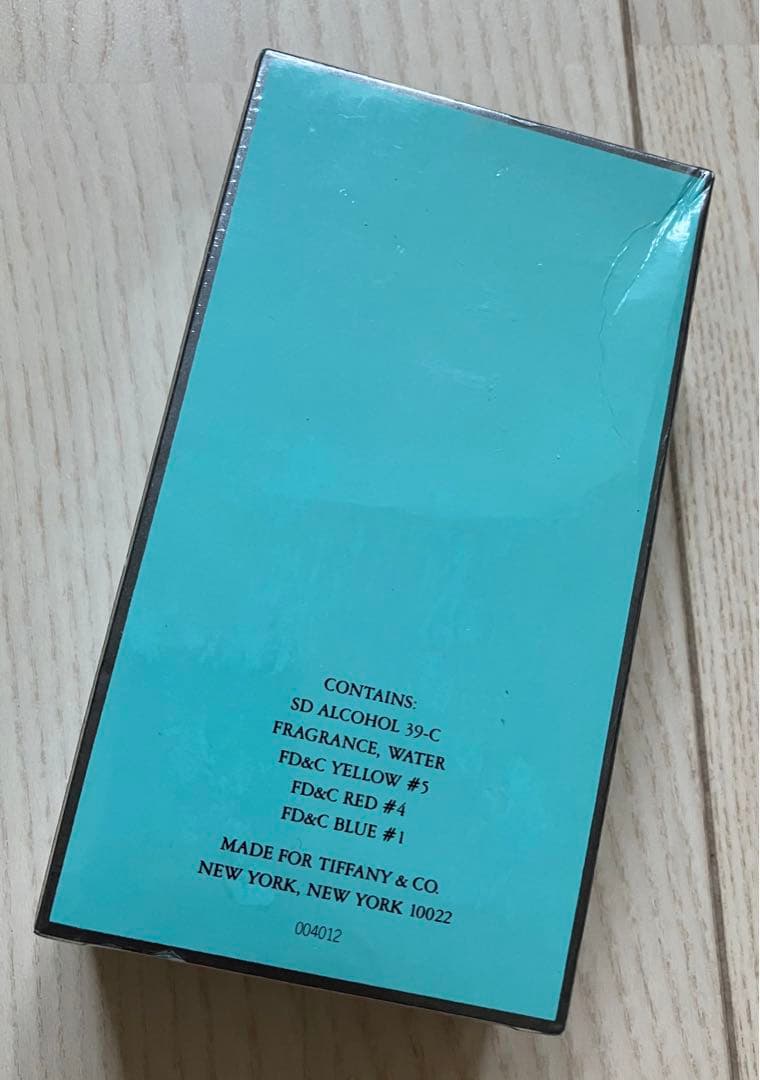 CONTAINS:
SD ALCOHOL 39-C
FRAGRANCE, WATER
FD&C YELLOW #5
FD&C RED #4
FD&C BLUE #1
MADE FOR TIFFANY & CO.
NEW YORK, NEW YORK 10022
004012